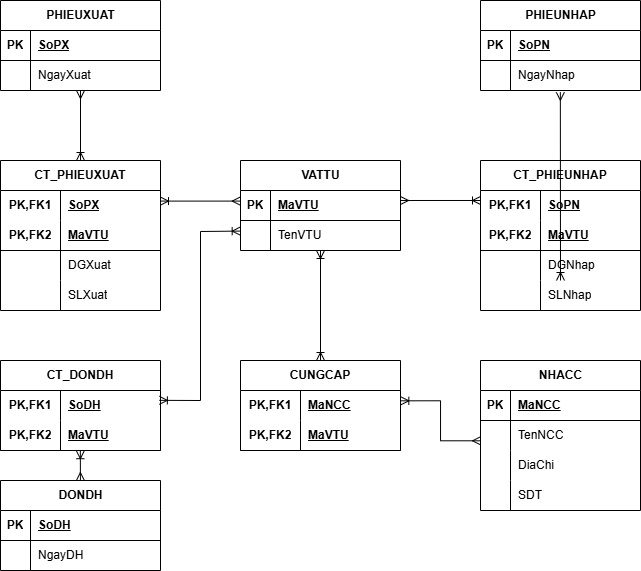 PHIEUXUAT
PK SoPX
NgayXuat
PHIEUNHAP
PK SoPN
NgayNhap
CT_PHIEUXUAT
PK,FK1 SoPX
PK,FK2 MaVTU
DGXuat
SLXuat
VATTU
PK MaVTU
TenVTU
CT_PHIEUNHAP
PK,FK1 SoPN
PK,FK2 MaVTU
DGNhap
SLNhap
CT_DONDH
PK,FK1 SoDH
PK,FK2 MaVTU
CUNGCAP
PK,FK1 MaNCC
PK,FK2 MaVTU
NHACC
PK MaNCC
TenNCC
DiaChi
SDT
DONDH
PK SoDH
NgayDH